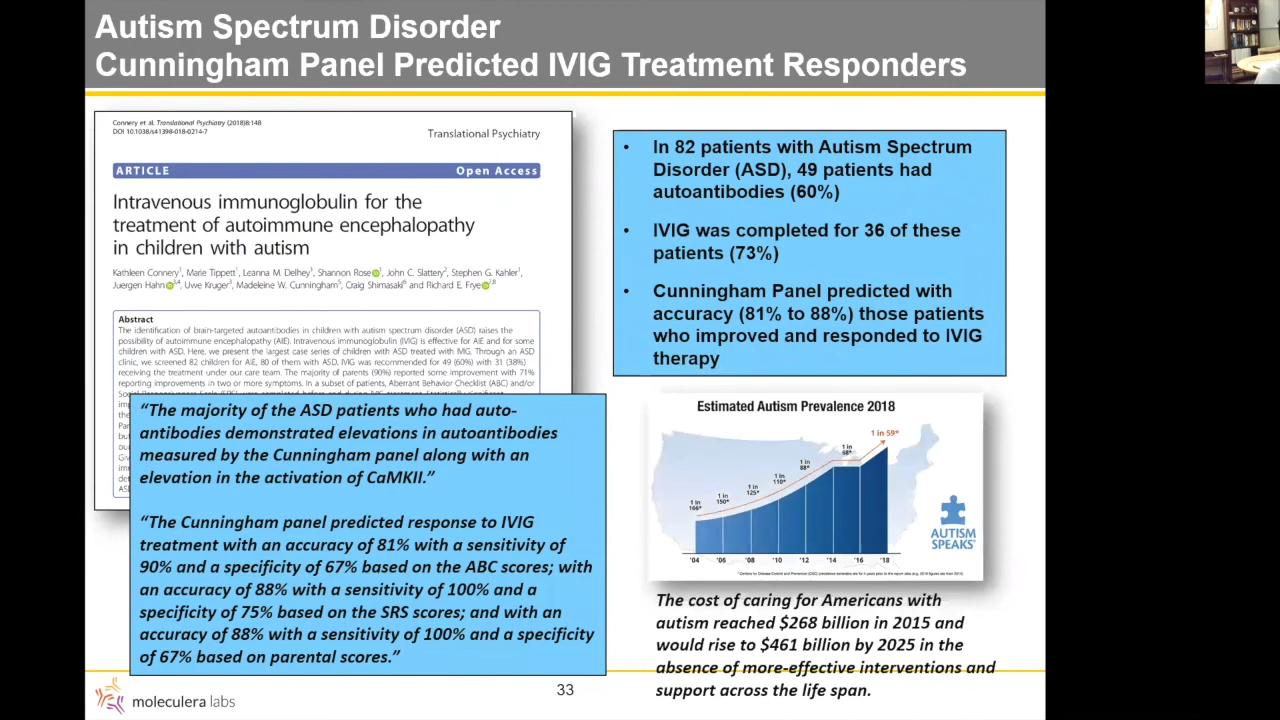 Autism Spectrum Disorder
Cunningham Panel Predicted IVIG Treatment Responders
Connery et al. Translational Psychiatry (2018)8:148
DOI 10.1038/s41398-018-0214-7
Translational Psychiatry
ARTICLE
Open Access
Intravenous immunoglobulin for the
treatment of autoimmune encephalopathy
in children with autism
Kathleen Connery¹, Marie Tippett¹, Leanna M. Delhey¹, Shannon Rose¹, John C. Slattery², Stephen G. Kahler¹,
Juergen Hahn³,⁴, Uwe Kruger³, Madeleine W. Cunningham⁵, Craig Shimasaki⁶ and Richard E. Frye⁷,⁸
Abstract
The identification of brain-targeted autoantibodies in children with autism spectrum disorder (ASD) raises the
possibility of autoimmune encephalopathy (AIE). Intravenous immunoglobulin (IVIG) is effective for AIE and for some
children with ASD. Here, we present the largest case series of children with ASD treated with IVIG. Through an ASD
clinic, we screened 82 children for AIE, 80 of them with ASD. IVIG was recommended for 49 (60%) with 31 (38%)
receiving the treatment under our care team. The majority of parents (90%) reported some improvement with 71%
reporting improvements in two or more symptoms. In a subset of patients, Aberrant Behavior Checklist (ABC) and/or
“The majority of the ASD patients who had auto-
antibodies demonstrated elevations in autoantibodies
measured by the Cunningham panel along with an
elevation in the activation of CaMKII.”
“The Cunningham panel predicted response to IVIG
treatment with an accuracy of 81% with a sensitivity of
90% and a specificity of 67% based on the ABC scores; with
an accuracy of 88% with a sensitivity of 100% and a
specificity of 75% based on the SRS scores; and with an
accuracy of 88% with a sensitivity of 100% and a specificity
of 67% based on parental scores.”
• In 82 patients with Autism Spectrum
Disorder (ASD), 49 patients had
autoantibodies (60%)
• IVIG was completed for 36 of these
patients (73%)
• Cunningham Panel predicted with
accuracy (81% to 88%) those patients
who improved and responded to IVIG
therapy
Estimated Autism Prevalence 2018
1 in
166*
1 in
150*
1 in
125*
1 in
110*
1 in
88*
1 in
68*
1 in 59*
'04 '06 '08 '10 '12 '14 '16 '18
AUTISM
SPEAKS
The cost of caring for Americans with
autism reached $268 billion in 2015 and
would rise to $461 billion by 2025 in the
absence of more-effective interventions and
support across the life span.
moleculera labs
33